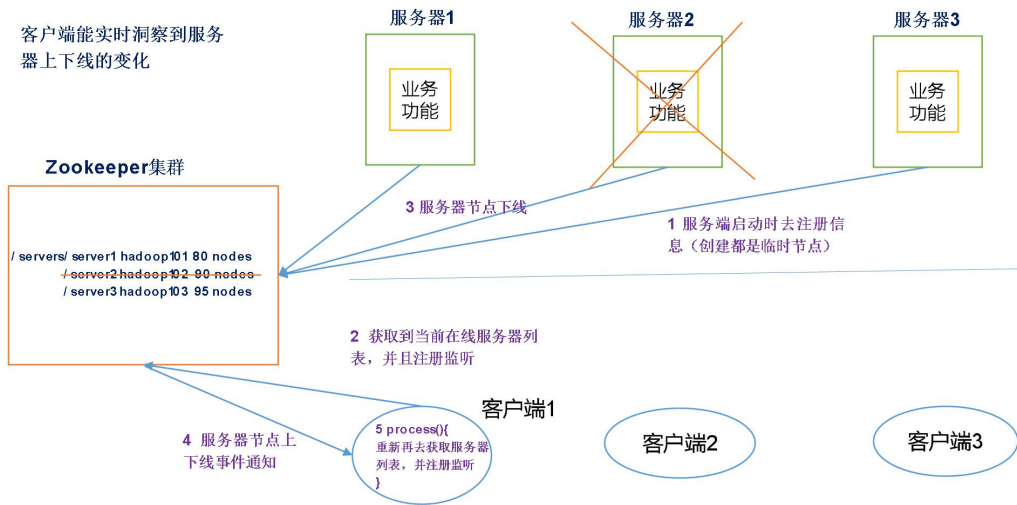 客户端能实时洞察到服务
器上下线的变化
服务器1
服务器2
服务器3
业务
功能
业务
功能
业务
功能
Zookeeper集群
/ servers/ server1 hadoop101 80 nodes
/ server2 hadoop102 90 nodes
/ server3 hadoop103 95 nodes
3 服务器节点下线
1 服务端启动时去注册信
息（创建都是临时节点）
2 获取到当前在线服务器列
表，并且注册监听
4 服务器节点上
下线事件通知
客户端1
5 process(){
重新再去获取服务器
列表，并注册监听
}
客户端2
客户端3